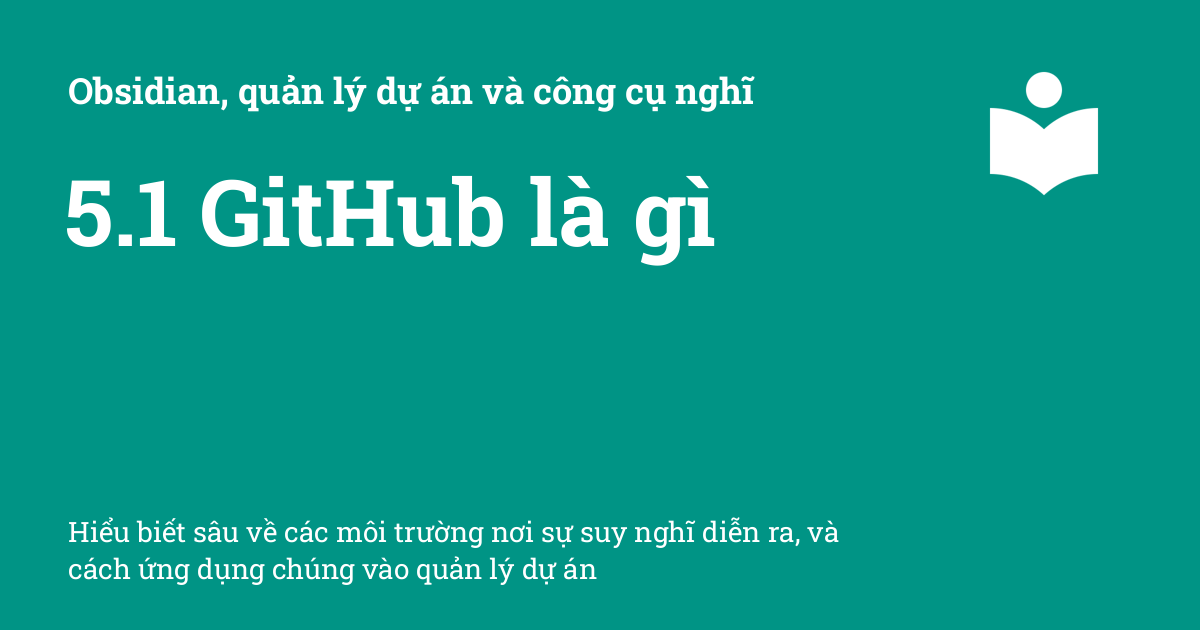 Obsidian, quản lý dự án và công cụ nghĩ
5.1 GitHub là gì
Hiểu biết sâu về các môi trường nơi sự suy nghĩ diễn ra, và
cách ứng dụng chúng vào quản lý dự án